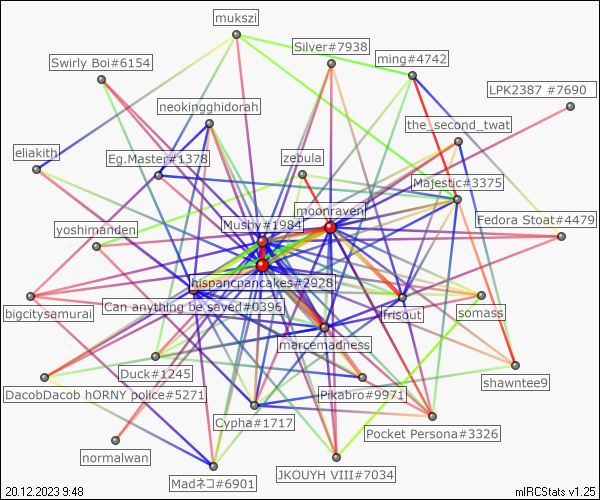 mukszi
Silver#7938
ming#4742
Swirly Boi#6154
LPK2387 #7690
neokingghidorah
the_second_twat
eliakith
Eg.Master#1378
zebula
Majestic#3375
moonraven
Mushy#1984
Fedora Stoat#4479
yoshimanden
hispancpancakes#2928
bigcitysamurai
Can anything be saved#0396
lfrisout
somass
marcemadness
Duck#1245
shawntee9
DacobDacob hORNY police#5271
Pikabro#9971
Cypha#1717
Pocket Persona#3326
normalwan
JKOUYH VIII#7034
Madネコ#6901
20.12.2023 9:48
mIRCStats v1.25